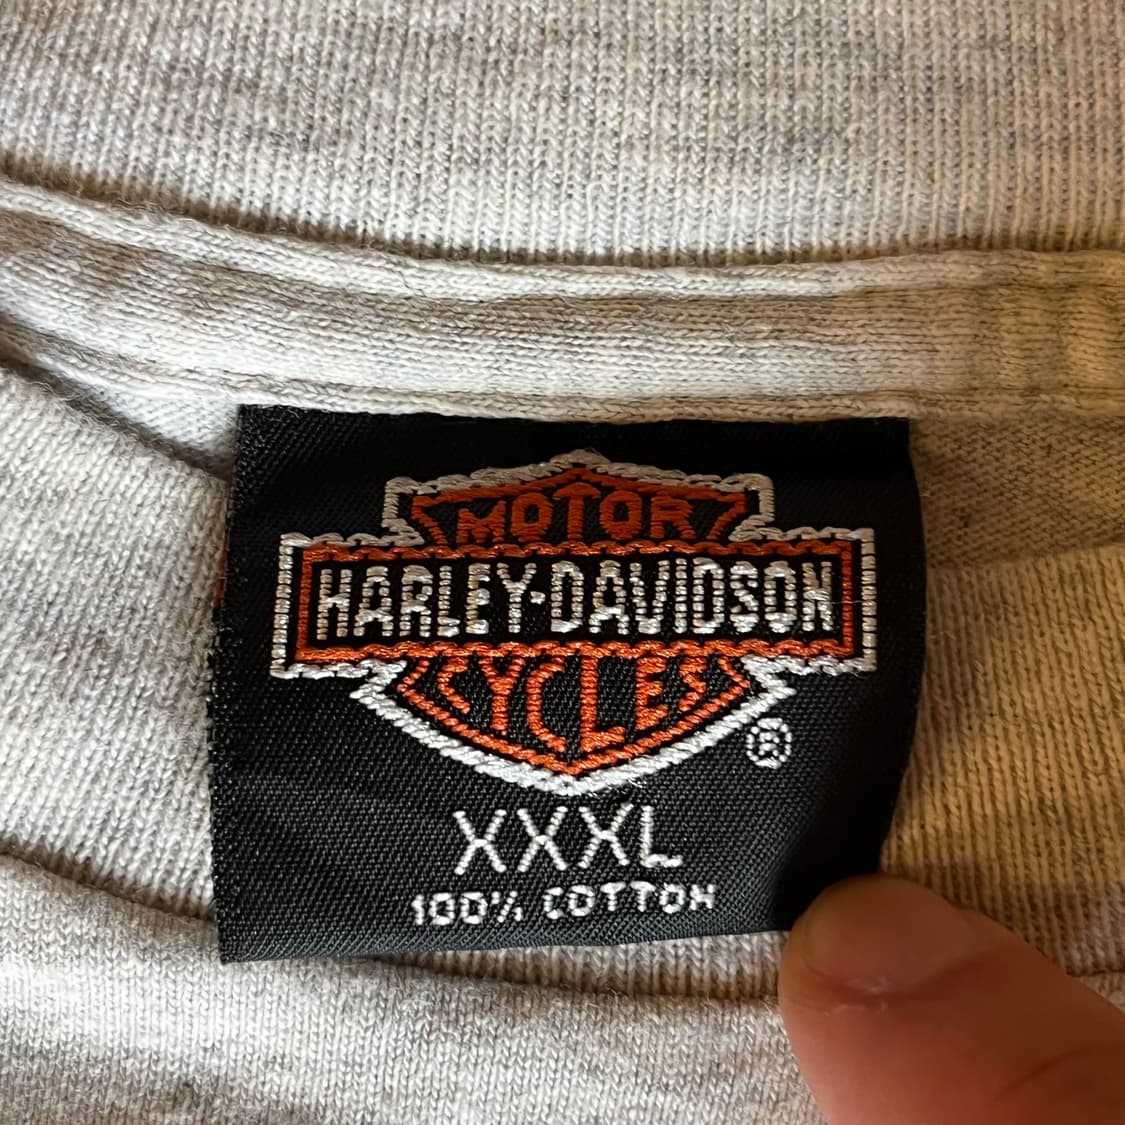 MOTOR
HARLEY-DAVIDSON
CYCLES
®
XXXL
100% COTTON